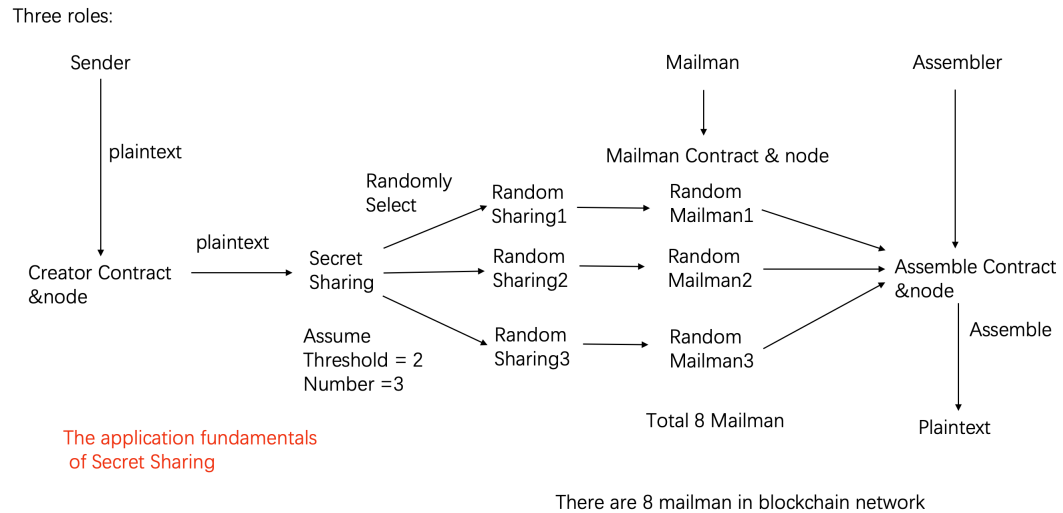 Three roles:
Sender
Mailman
Assembler
plaintext
Mailman Contract & node
Randomly
Select
Random
Sharing1
Random
Mailman1
plaintext
Creator Contract
&node
Secret
Sharing
Random
Sharing2
Random
Mailman2
Assemble Contract
&node
Assume
Threshold = 2
Number =3
Random
Sharing3
Random
Mailman3
Assemble
Total 8 Mailman
Plaintext
The application fundamentals
of Secret Sharing
There are 8 mailman in blockchain network